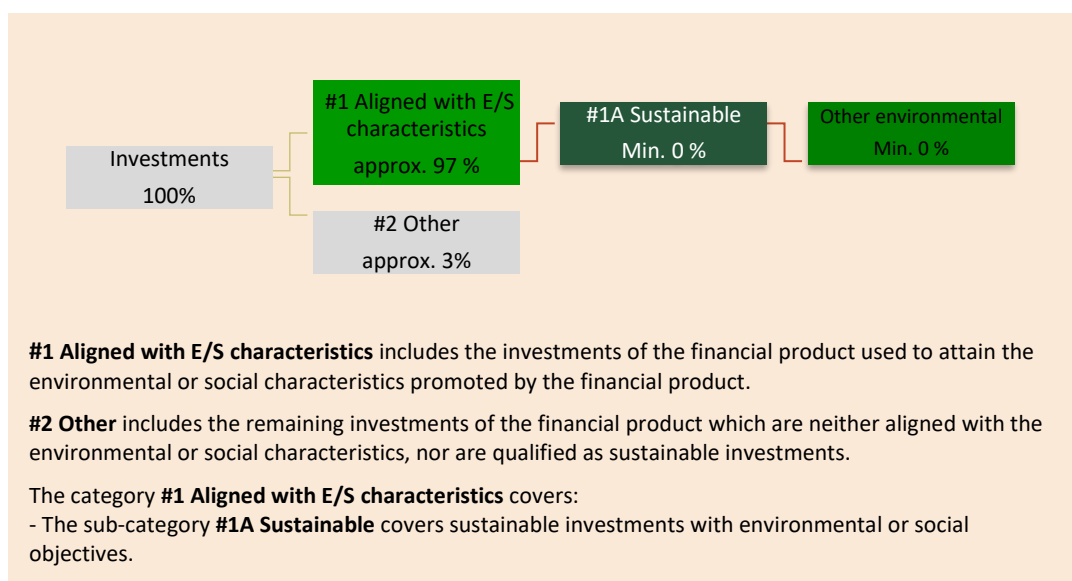 Investments
100%
#1 Aligned with E/S
characteristics
approx. 97 %
#2 Other
approx. 3%
#1A Sustainable
Min. 0 %
Other environmental
Min. 0 %
#1 Aligned with E/S characteristics includes the investments of the financial product used to attain the
environmental or social characteristics promoted by the financial product.
#2 Other includes the remaining investments of the financial product which are neither aligned with the
environmental or social characteristics, nor are qualified as sustainable investments.
The category #1 Aligned with E/S characteristics covers:
- The sub-category #1A Sustainable covers sustainable investments with environmental or social
objectives.